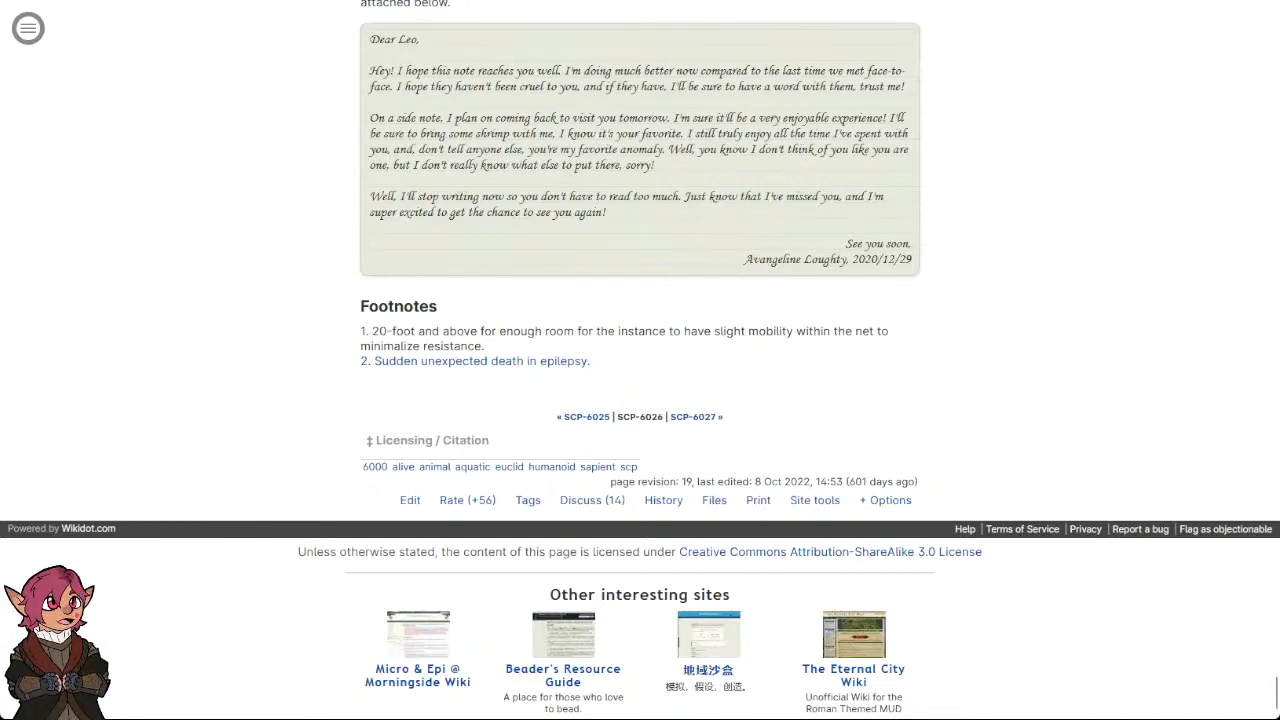 attached below.
Dear Leo,
Hey! I hope this note reaches you well. I'm doing much better now compared to the last time we met face-to-
face. I hope they haven't been cruel to you, and if they have, I'll be sure to have a word with them, trust me!
On a side note, I plan on coming back to visit you tomorrow. I'm sure it'll be a very enjoyable experience! I'll
be sure to bring some shrimp with me, I know it's your favorite. I still truly enjoy all the time I've spent with
you, and, don't tell anyone else, you're my favorite anomaly. Well, you know I don't think of you like you are
one, but I don't really know what else to put there, sorry!
Well, I'll stop writing now so you don't have to read too much. Just know that I've missed you, and I'm
super excited to get the chance to see you again!
See you soon,
Avangeline Loughty, 2020/12/29
Footnotes
1. 20-foot and above for enough room for the instance to have slight mobility within the net to
minimalize resistance.
2. Sudden unexpected death in epilepsy.
« SCP-6025 | SCP-6026 | SCP-6027 »
‡ Licensing / Citation
6000 alive animal aquatic euclid humanoid sapient scp
page revision: 19, last edited: 8 Oct 2022, 14:53 (601 days ago)
Edit Rate (+56) Tags Discuss (14) History Files Print Site tools + Options
Powered by Wikidot.com Help | Terms of Service | Privacy | Report a bug | Flag as objectionable
Unless otherwise stated, the content of this page is licensed under Creative Commons Attribution-ShareAlike 3.0 License
Other interesting sites
Micro & Epi @
Morningside Wiki
Beader's Resource
Guide
A place for those who love
to bead.
地域沙盒
模拟，假设，创造。
The Eternal City
Wiki
Unofficial Wiki for the
Roman Themed MUD